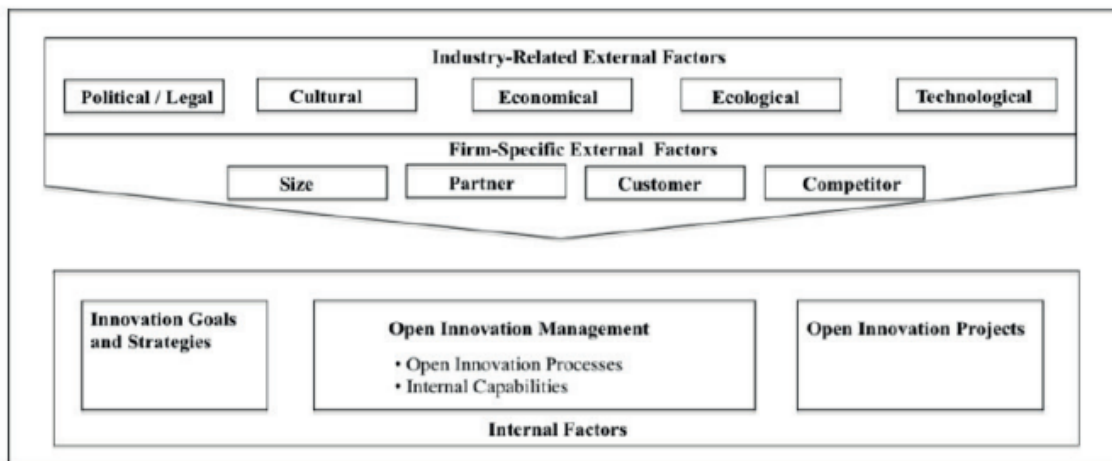 Industry-Related External Factors
Political / Legal
Cultural
Economical
Ecological
Technological
Firm-Specific External Factors
Size
Partner
Customer
Competitor
Innovation Goals
and Strategies
Open Innovation Management
• Open Innovation Processes
• Internal Capabilities
Open Innovation Projects
Internal Factors